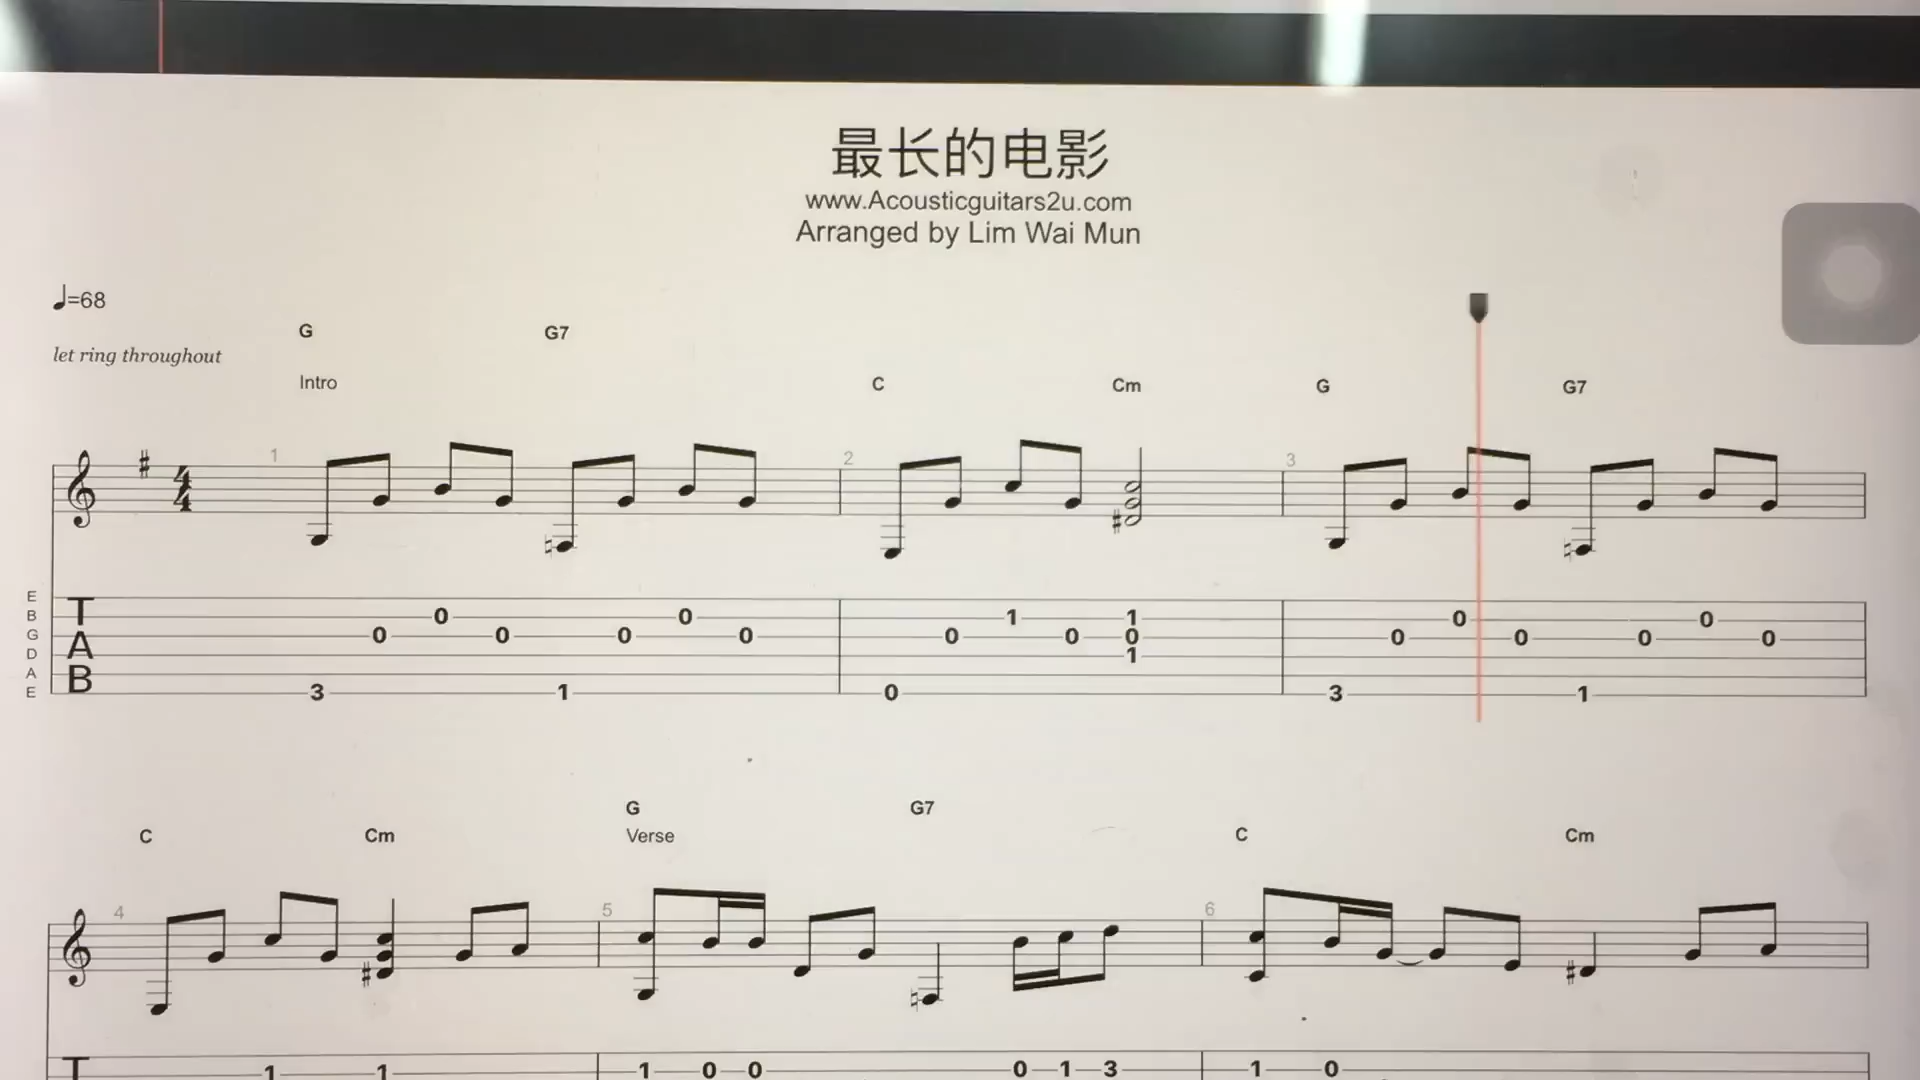 最长的电影
www.Acousticguitars2u.com
Arranged by Lim Wai Mun
♩=68
G G7
let ring throughout
Intro C Cm G G7
1 2 3
4
4
E
B 0 0 1 1 0 0
G 0 0 0 0 0 0 0 0 0 0 0
D 1
A
E 3 1 0 3 1
T
A
B
G G7
C Cm Verse C Cm
4 5 6
T 1 1 1 0 0 0 1 3 1 0